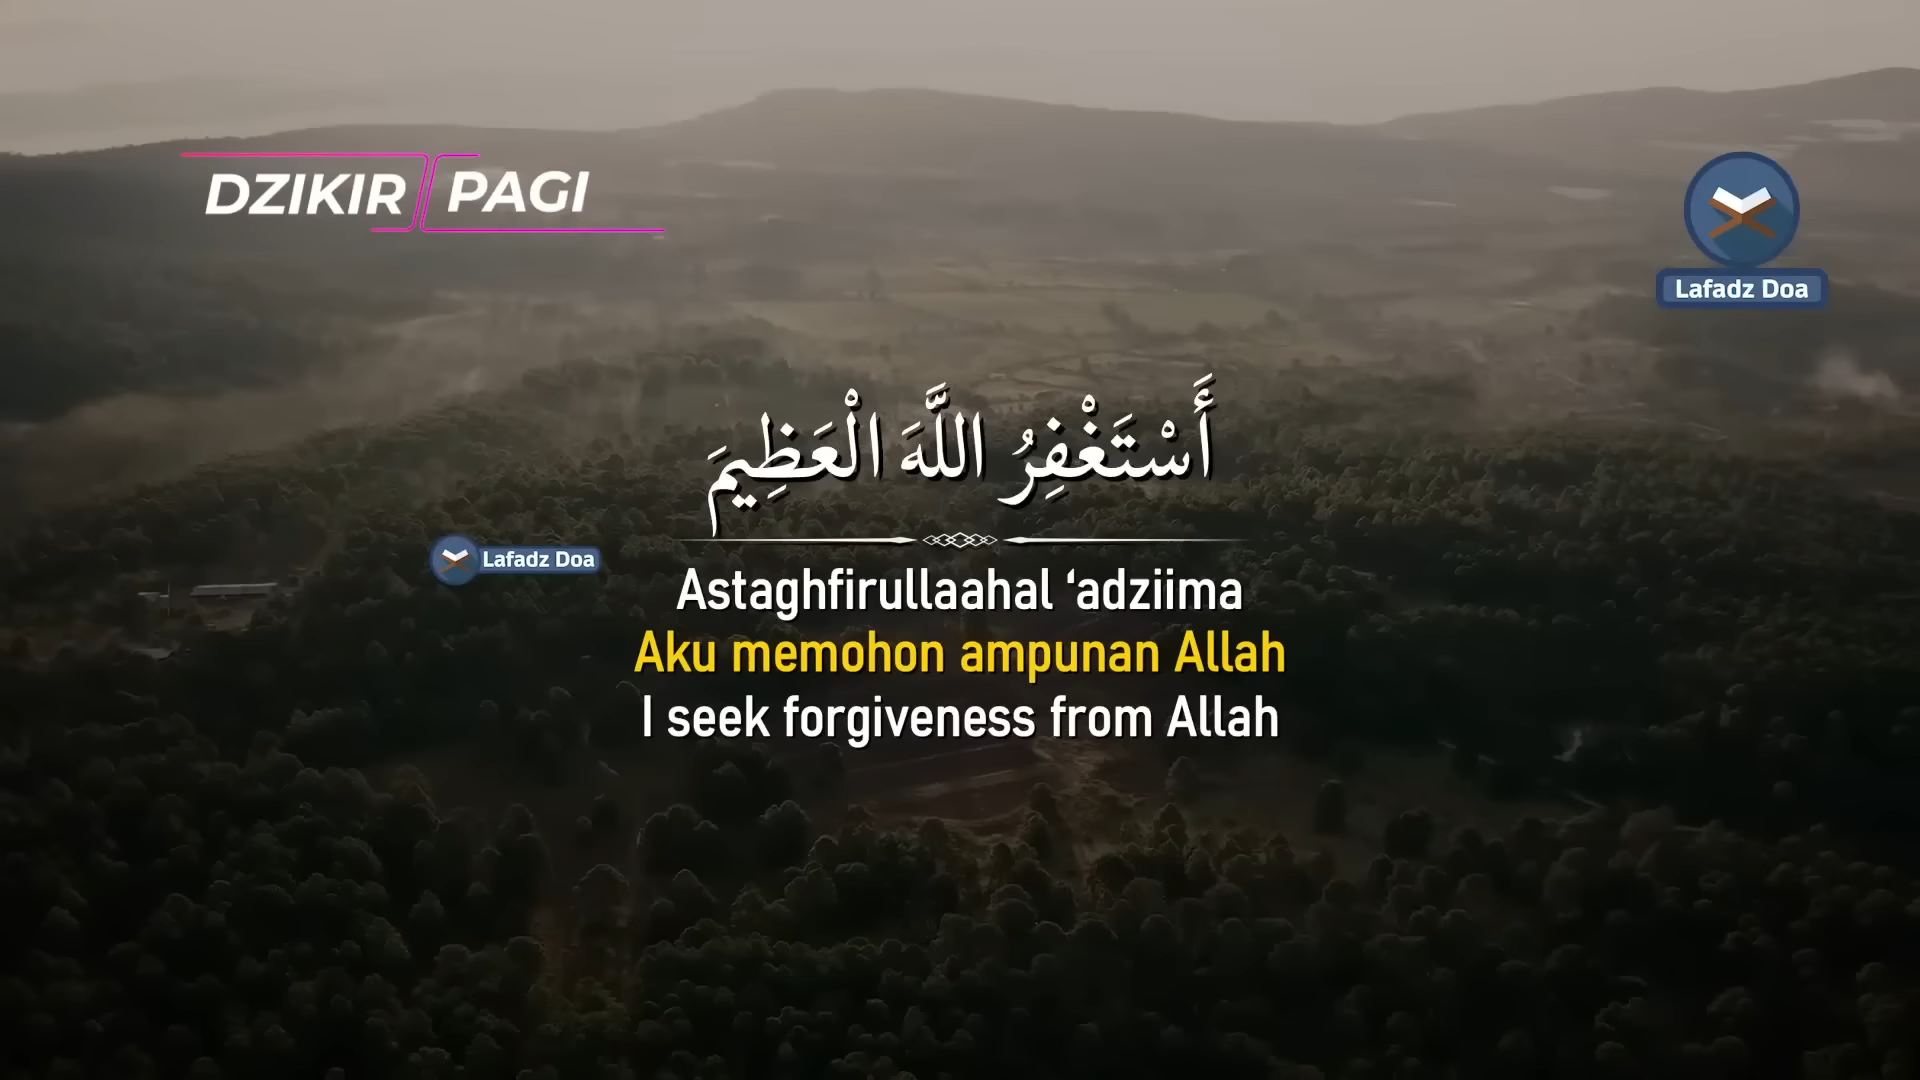 DZIKIR PAGI
Lafadz Doa
أَسْتَغْفِرُ اللَّهَ الْعَظِيمَ
Lafadz Doa
Astaghfirullaahal ‘adziima
Aku memohon ampunan Allah
I seek forgiveness from Allah